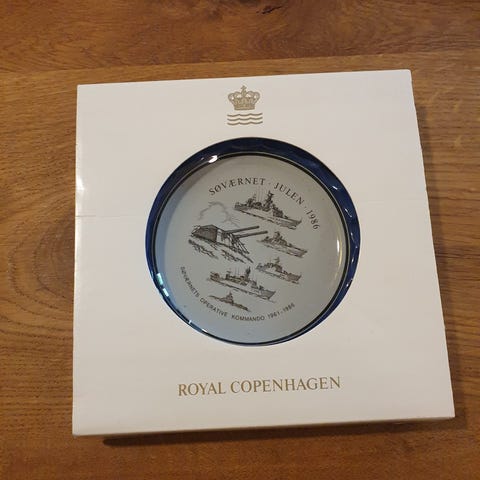 SØVÆRNET · JULEN · 1986
SØVÆRNETS OPERATIVE KOMMANDO 1961-1986
ROYAL COPENHAGEN